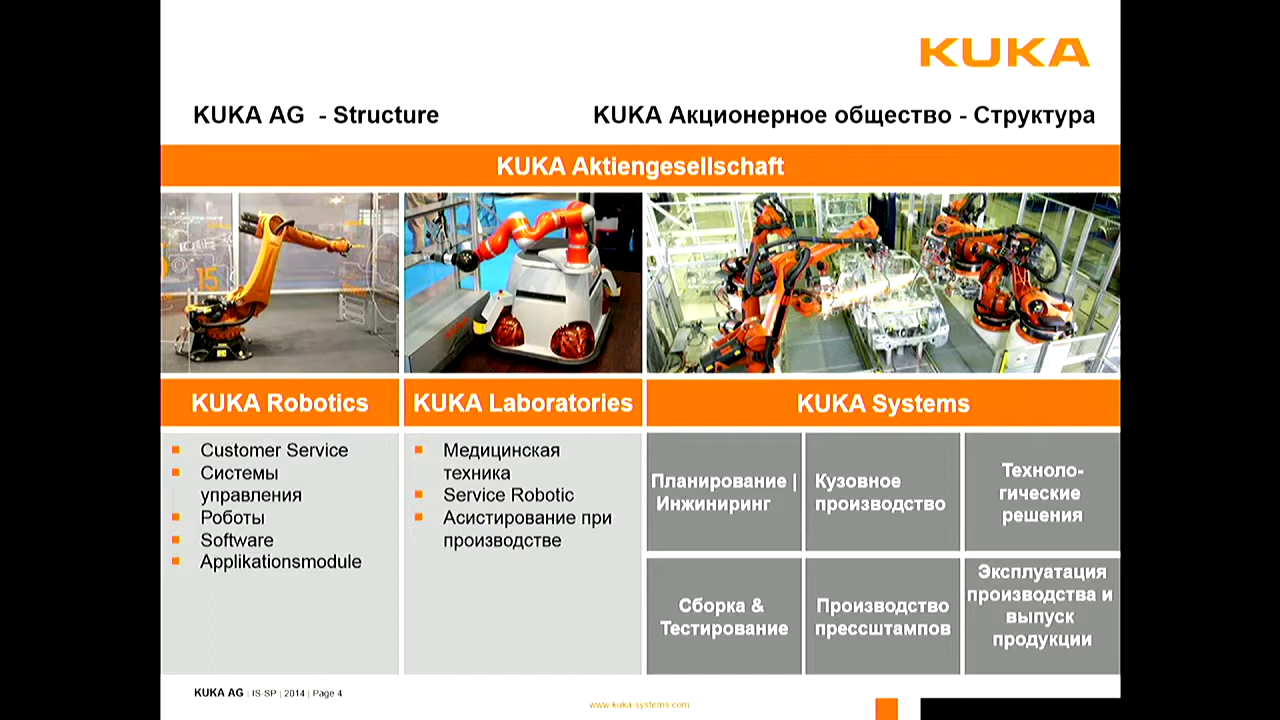 KUKA
KUKA AG - Structure
KUKA Акционерное общество - Структура
KUKA Aktiengesellschaft
15
KUKA Robotics
Customer Service
Системы
управления
Роботы
Software
Applikationsmodule
KUKA Laboratories
Медицинская
техника
Service Robotic
Асистирование при
производстве
KUKA Systems
Планирование |
Инжиниринг
Кузовное
производство
Техноло-
гические
решения
Сборка &
Тестирование
Производство
прессштампов
Эксплуатация
производства и
выпуск
продукции
KUKA AG | IS-SP | 2014 | Page 4
www.kuka-systems.com